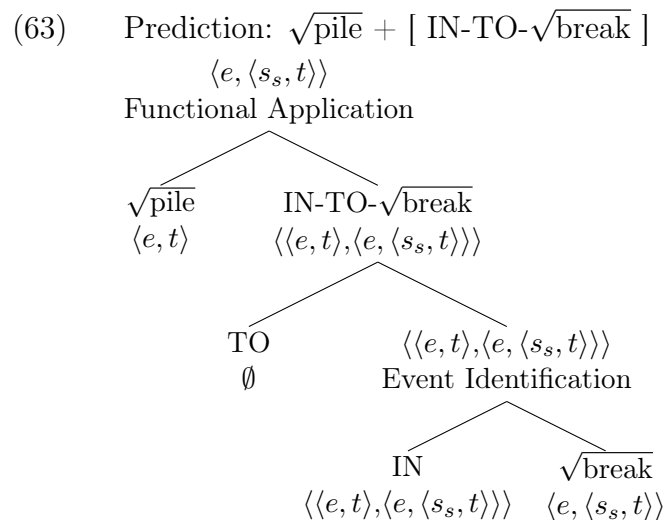 (63) Prediction: √pile + [ IN-TO-√break ]
⟨e, ⟨s_s, t⟩⟩
Functional Application
√pile IN-TO-√break
⟨e, t⟩ ⟨⟨e, t⟩,⟨e, ⟨s_s, t⟩⟩⟩
TO ⟨⟨e, t⟩,⟨e, ⟨s_s, t⟩⟩⟩
∅ Event Identification
IN √break
⟨⟨e, t⟩,⟨e, ⟨s_s, t⟩⟩⟩ ⟨e, ⟨s_s, t⟩⟩